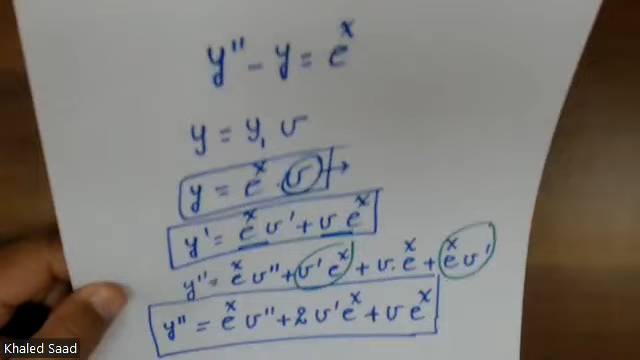 y'' - y = e^x
y = y₁ v
y = e^x . v →
y' = e^x v' + v e^x
y'' = e^x v'' + v' e^x + v . e^x + e^x v'
y'' = e^x v'' + 2 v' e^x + v e^x
Khaled Saad